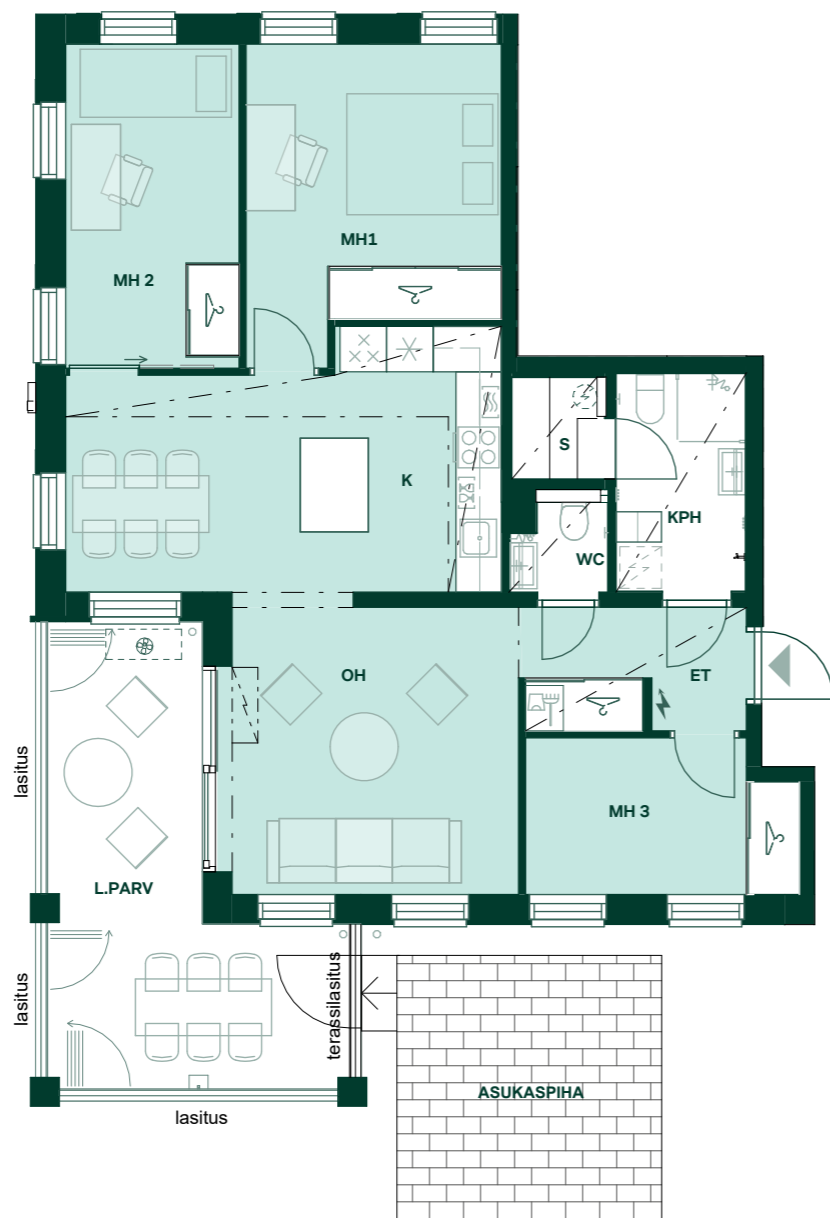 MH1
MH 2
K
S
KPH
WC
OH
ET
MH 3
lasitus
L.PARV
lasitus
terassilasitus
ASUKASPIHA
lasitus